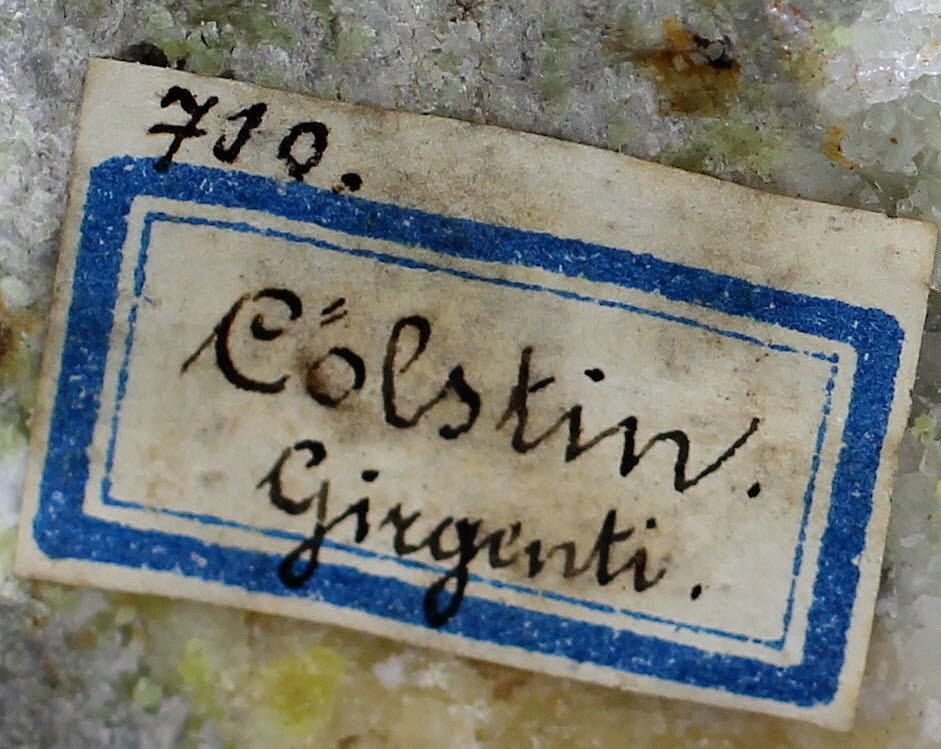 710.
Cölstin.
Girgenti.